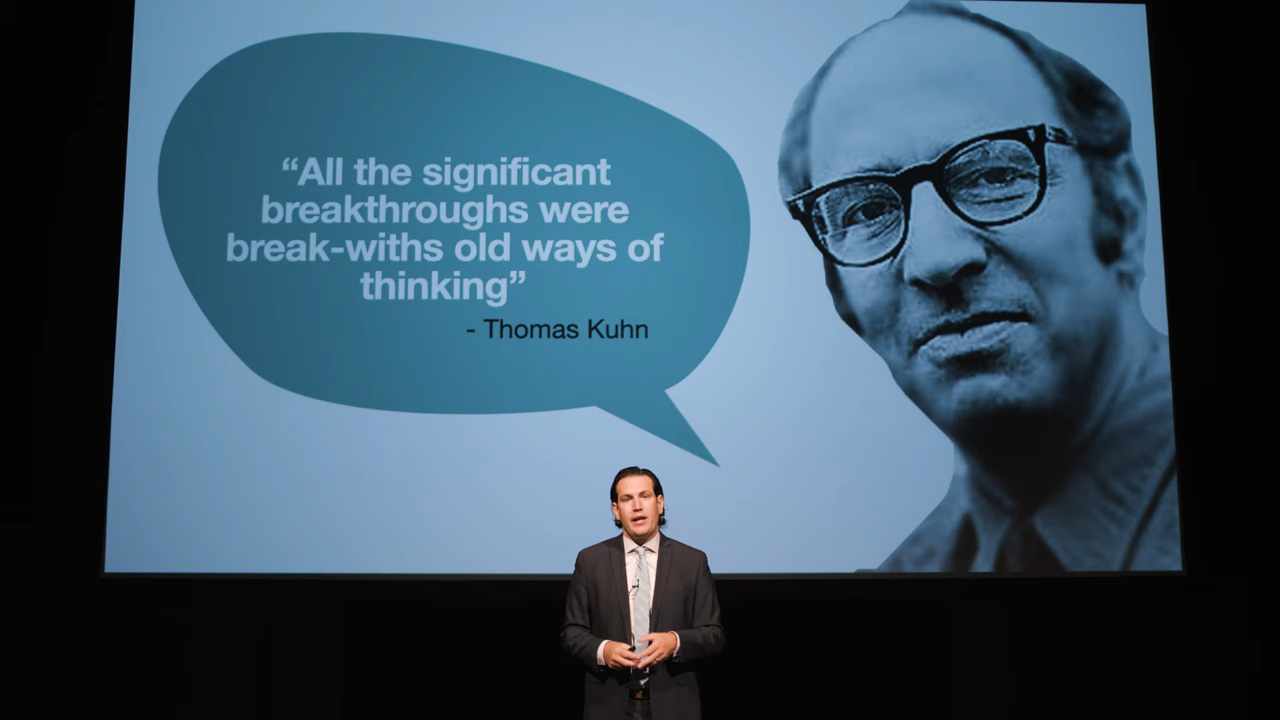 “All the significant
breakthroughs were
break-withs old ways of
thinking”
- Thomas Kuhn